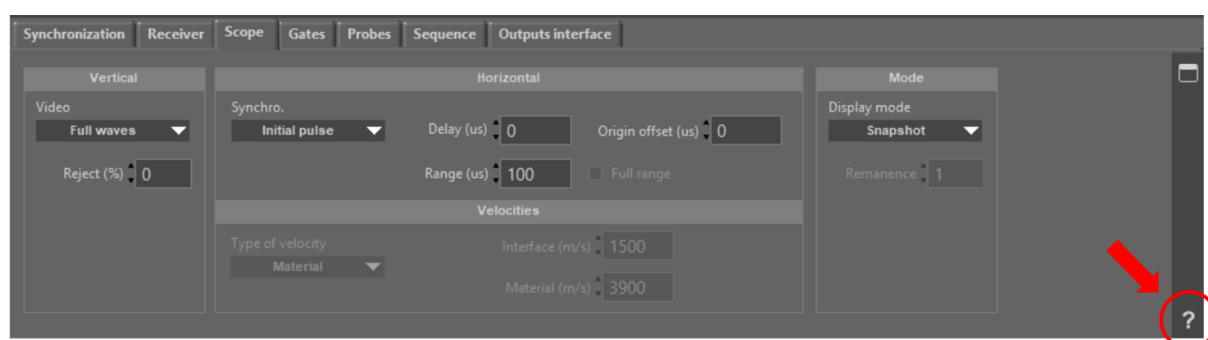 Synchronization Receiver Scope Gates Probes Sequence Outputs interface
Vertical Horizontal Mode
Video Synchro. Display mode
Full waves Initial pulse Delay (us) 0 Origin offset (us) 0 Snapshot
Reject (%) 0 Range (us) 100 Full range Remanence 1
Velocities
Type of velocity Interface (m/s) 1500
Material
Material (m/s) 3900
?